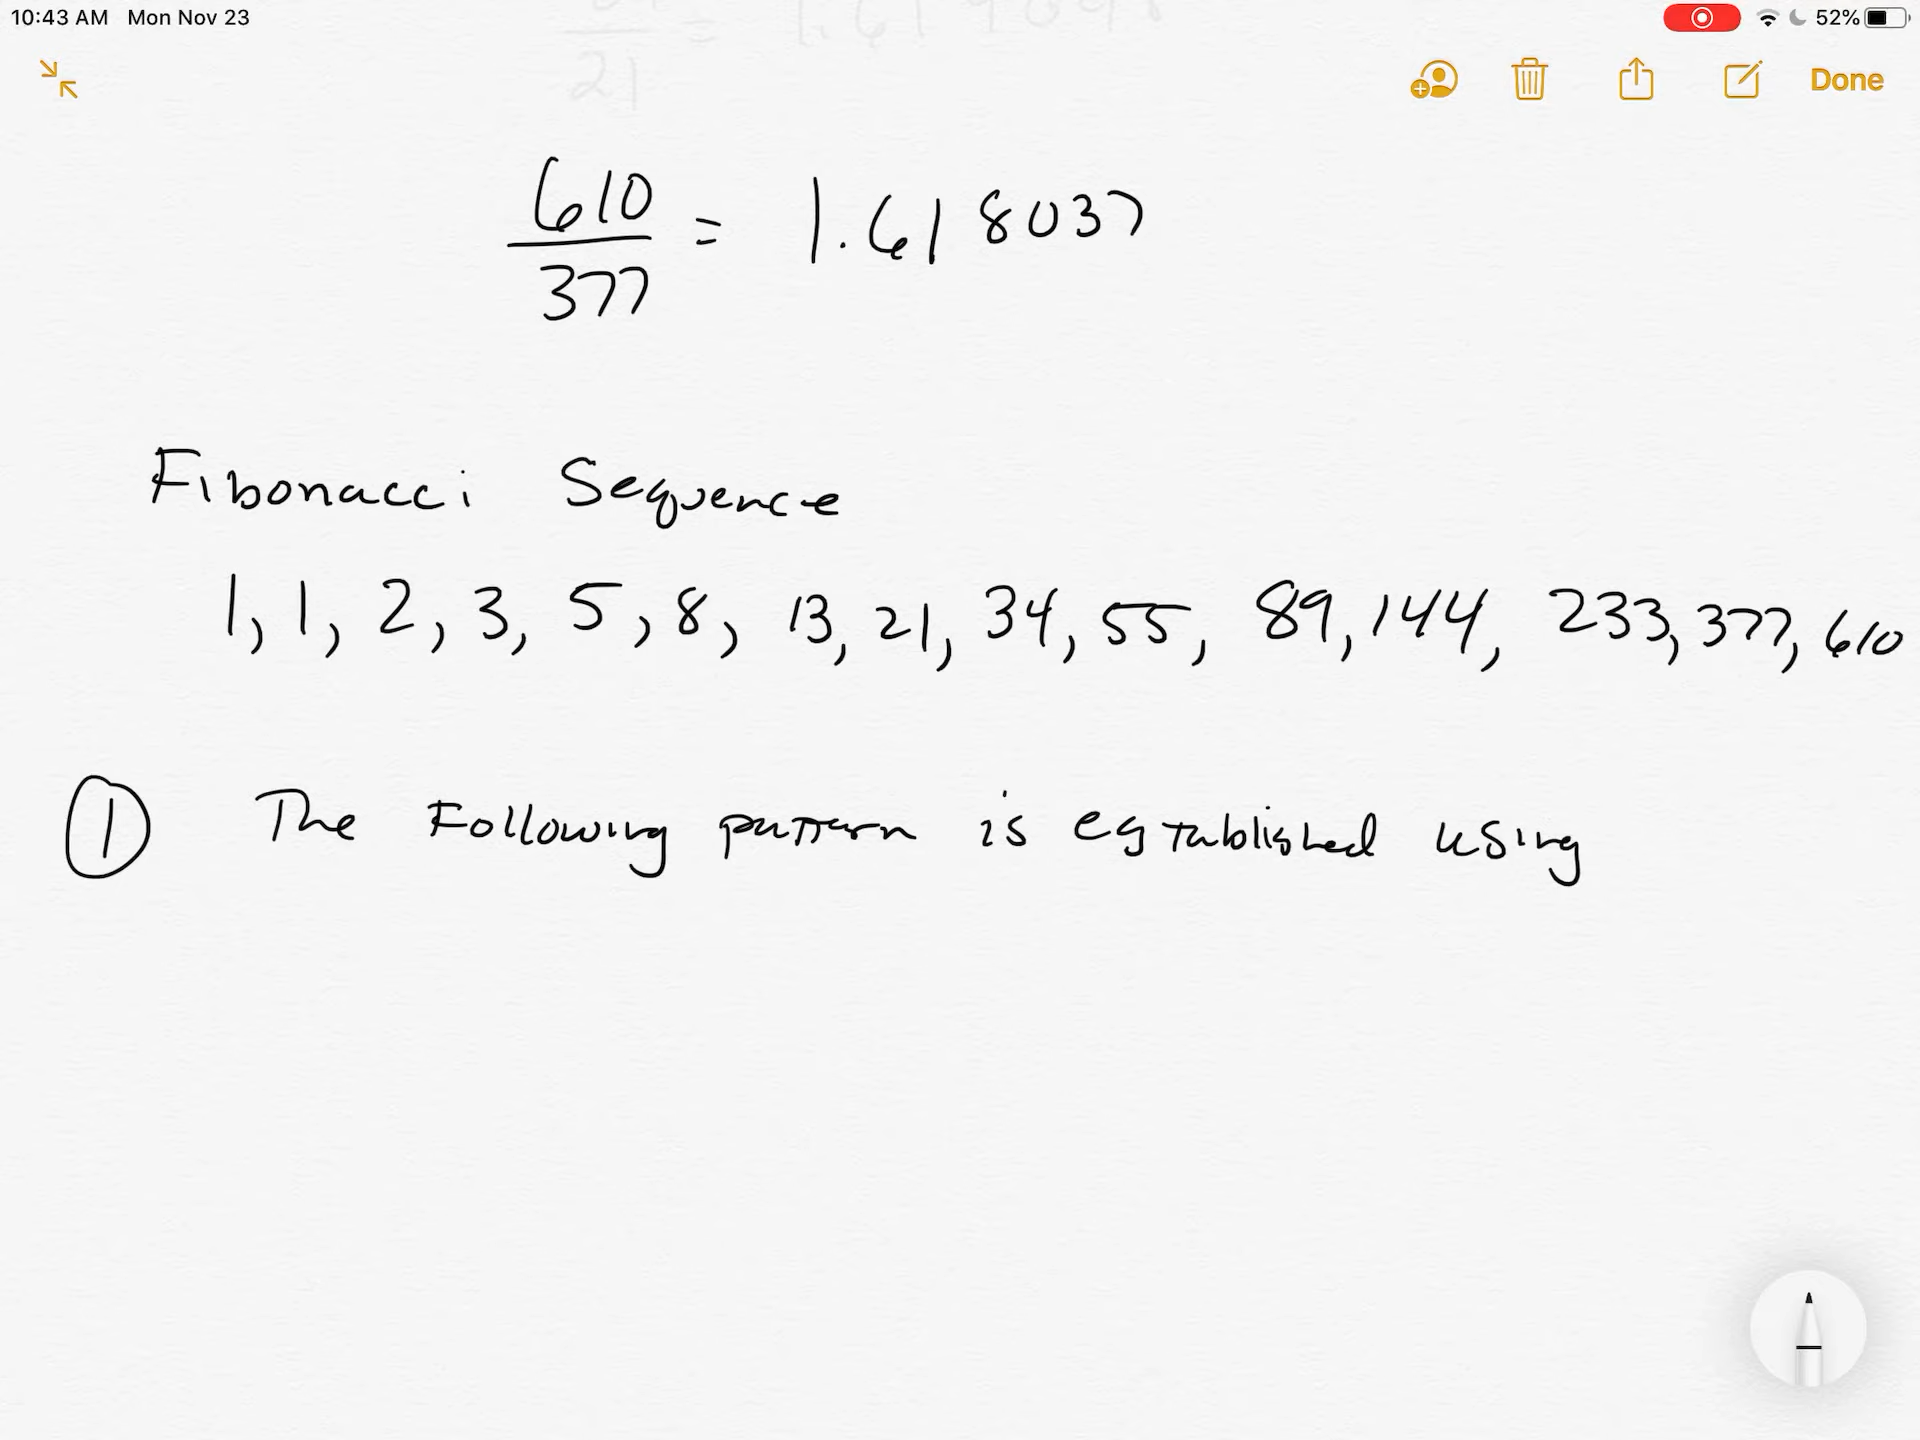 10:43 AM Mon Nov 23
52%
21
Done
610
377
= 1.618037
Fibonacci Sequence
1, 1, 2, 3, 5, 8, 13, 21, 34, 55, 89, 144, 233, 377, 610
1 The Following pattern is established using